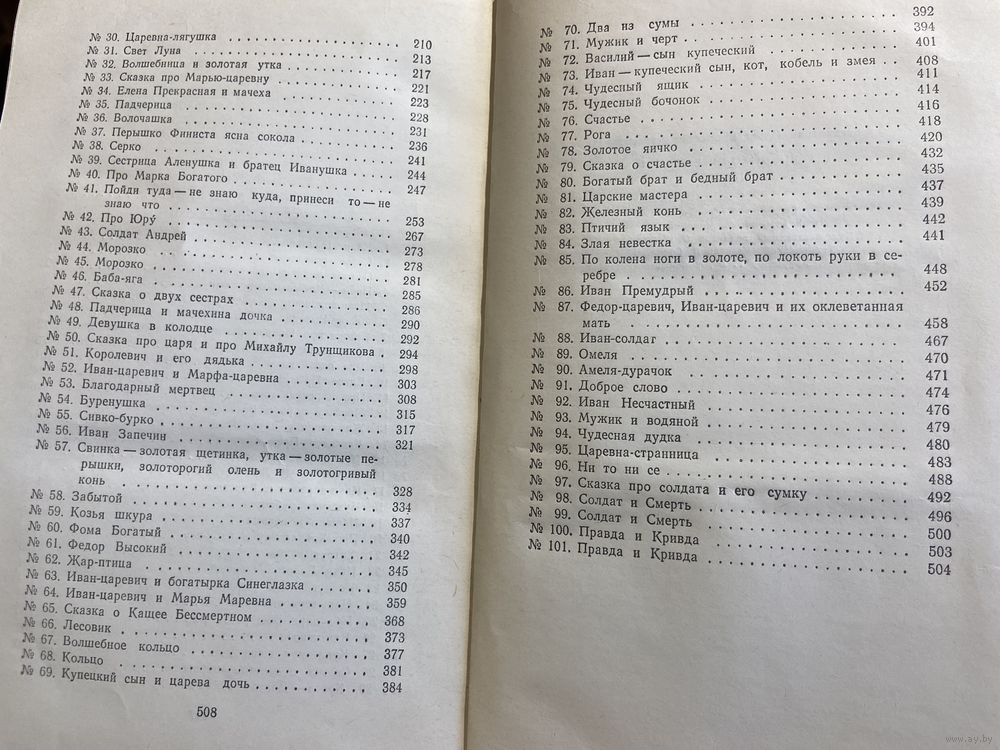 № 30. Царевна-лягушка . . . . . . . . 210
№ 31. Свет Луна . . . . . . . . 213
№ 32. Волшебница и золотая утка . . . . . . . . 217
№ 33. Сказка про Марью-царевну . . . . . . . . 221
№ 34. Елена Прекрасная и мачеха . . . . . . . . 223
№ 35. Падчерица . . . . . . . . 228
№ 36. Волочашка . . . . . . . . 231
№ 37. Перышко Финиста ясна сокола . . . . . . . . 236
№ 38. Серко . . . . . . . . 241
№ 39. Сестрица Аленушка и братец Иванушка . . . . 244
№ 40. Про Марка Богатого . . . . . . . . 247
№ 41. Пойди туда — не знаю куда, принеси то — не
знаю что . . . . . . . . 253
№ 42. Про Юру́ . . . . . . . . 267
№ 43. Солдат Андрей . . . . . . . . 273
№ 44. Морозко . . . . . . . . 278
№ 45. Морозко . . . . . . . . 281
№ 46. Баба-яга . . . . . . . . 285
№ 47. Сказка о двух сестрах . . . . . . . . 286
№ 48. Падчерица и мачехина дочка . . . . . . . . 290
№ 49. Девушка в колодце . . . . . . . . 292
№ 50. Сказка про царя и про Михайлу Трунщикова . 294
№ 51. Королевич и его дядька . . . . . . . . 298
№ 52. Иван-царевич и Марфа-царевна . . . . . . . . 303
№ 53. Благодарный мертвец . . . . . . . . 308
№ 54. Буренушка . . . . . . . . 315
№ 55. Сивко-бурко . . . . . . . . 317
№ 56. Иван Запечин . . . . . . . . 321
№ 57. Свинка — золотая щетинка, утка — золотые пе-
рышки, золоторогий олень и золотогривый
конь . . . . . . . . 328
№ 58. Забытой . . . . . . . . 334
№ 59. Козья шкура . . . . . . . . 337
№ 60. Фома Богатый . . . . . . . . 340
№ 61. Федор Высокий . . . . . . . . 342
№ 62. Жар-птица . . . . . . . . 345
№ 63. Иван-царевич и богатырка Синеглазка . . . . . 350
№ 64. Иван-царевич и Марья Маревна . . . . . . . . 359
№ 65. Сказка о Кащее Бессмертном . . . . . . . . 368
№ 66. Лесовик . . . . . . . . 373
№ 67. Волшебное кольцо . . . . . . . . 377
№ 68. Кольцо . . . . . . . . 381
№ 69. Купецкий сын и царева дочь . . . . . . . . 384
508
№ 70. Два из сумы . . . . . . . . 392
№ 71. Мужик и черт . . . . . . . . 394
№ 72. Василий — сын купеческий . . . . . . . . 401
№ 73. Иван — купеческий сын, кот, кобель и змея . . 408
№ 74. Чудесный ящик . . . . . . . . 411
№ 75. Чудесный бочонок . . . . . . . . 414
№ 76. Счастье . . . . . . . . 416
№ 77. Рога . . . . . . . . 418
№ 78. Золотое яичко . . . . . . . . 420
№ 79. Сказка о счастье . . . . . . . . 432
№ 80. Богатый брат и бедный брат . . . . . . . . 435
№ 81. Царские мастера . . . . . . . . 437
№ 82. Железный конь . . . . . . . . 439
№ 83. Птичий язык . . . . . . . . 442
№ 84. Злая невестка . . . . . . . . 441
№ 85. По колена ноги в золоте, по локоть руки в се-
ребре . . . . . . . . 448
№ 86. Иван Премудрый . . . . . . . . 452
№ 87. Федор-царевич, Иван-царевич и их оклеветанная
мать . . . . . . . . 458
№ 88. Иван-солдат . . . . . . . . 467
№ 89. Омеля . . . . . . . . 470
№ 90. Амеля-дурачок . . . . . . . . 471
№ 91. Доброе слово . . . . . . . . 474
№ 92. Иван Несчастный . . . . . . . . 476
№ 93. Мужик и водяной . . . . . . . . 479
№ 94. Чудесная дудка . . . . . . . . 480
№ 95. Царевна-странница . . . . . . . . 483
№ 96. Ни то ни се . . . . . . . . 488
№ 97. Сказка про солдата и его сумку . . . . . . . . 492
№ 98. Солдат и Смерть . . . . . . . . 496
№ 99. Солдат и Смерть . . . . . . . . 500
№ 100. Правда и Кривда . . . . . . . . 503
№ 101. Правда и Кривда . . . . . . . . 504
www.ay.by